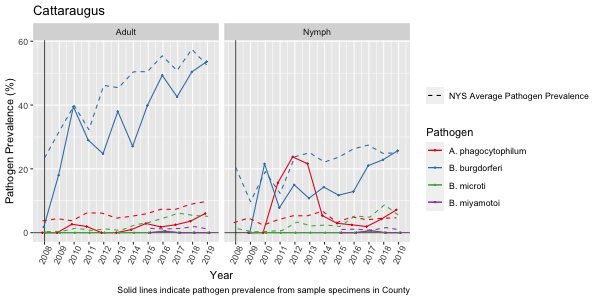 Cattaraugus
Adult
Nymph
Pathogen Prevalence (%)
60
40
20
0
2008 2009 2010 2011 2012 2013 2014 2015 2016 2017 2018 2019
2008 2009 2010 2011 2012 2013 2014 2015 2016 2017 2018 2019
Year
NYS Average Pathogen Prevalence
Pathogen
A. phagocytophilum
B. burgdorferi
B. microti
B. miyamotoi
Solid lines indicate pathogen prevalence from sample specimens in County